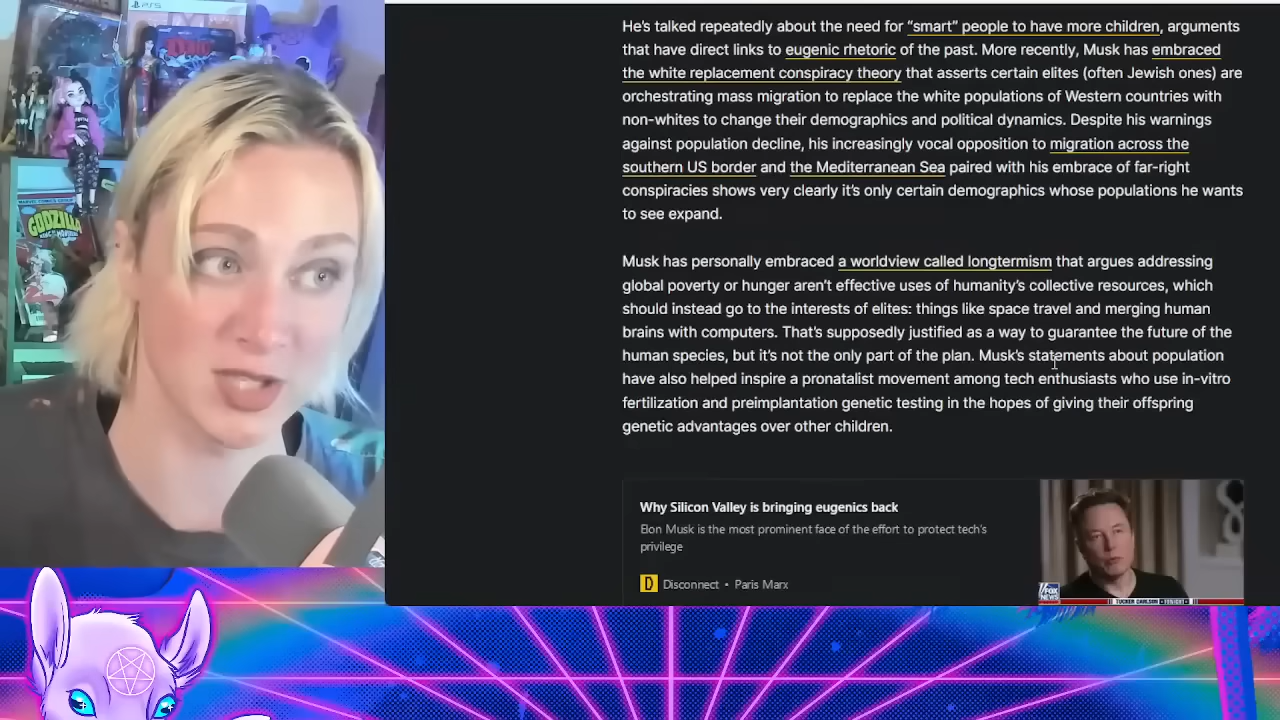 PS5
MARVEL COMICS GROUP
GODZILLA
He's talked repeatedly about the need for “smart” people to have more children, arguments
that have direct links to eugenic rhetoric of the past. More recently, Musk has embraced
the white replacement conspiracy theory that asserts certain elites (often Jewish ones) are
orchestrating mass migration to replace the white populations of Western countries with
non-whites to change their demographics and political dynamics. Despite his warnings
against population decline, his increasingly vocal opposition to migration across the
southern US border and the Mediterranean Sea paired with his embrace of far-right
conspiracies shows very clearly it's only certain demographics whose populations he wants
to see expand.
Musk has personally embraced a worldview called longtermism that argues addressing
global poverty or hunger aren't effective uses of humanity's collective resources, which
should instead go to the interests of elites: things like space travel and merging human
brains with computers. That's supposedly justified as a way to guarantee the future of the
human species, but it's not the only part of the plan. Musk's statements about population
have also helped inspire a pronatalist movement among tech enthusiasts who use in-vitro
fertilization and preimplantation genetic testing in the hopes of giving their offspring
genetic advantages over other children.
Why Silicon Valley is bringing eugenics back
Elon Musk is the most prominent face of the effort to protect tech's
privilege
D Disconnect • Paris Marx
FOX
NEWS
TUCKER CARLSON TONIGHT